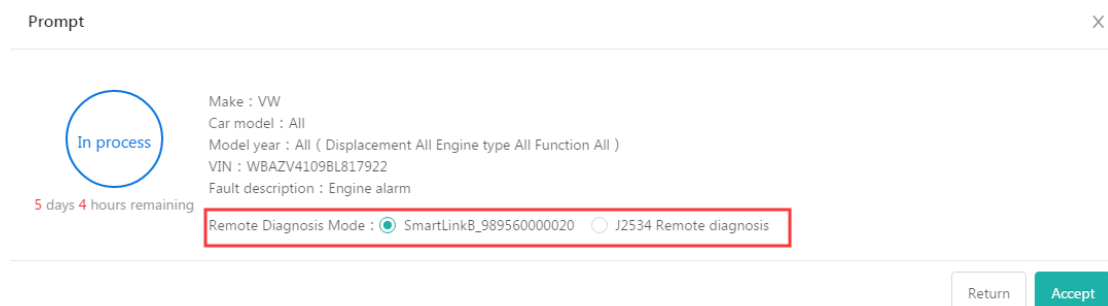 Prompt
In process
5 days 4 hours remaining
Make：VW
Car model：All
Model year：All ( Displacement All Engine type All Function All )
VIN：WBAZV4109BL817922
Fault description：Engine alarm
Remote Diagnosis Mode： SmartLinkB_989560000020 J2534 Remote diagnosis
Return Accept